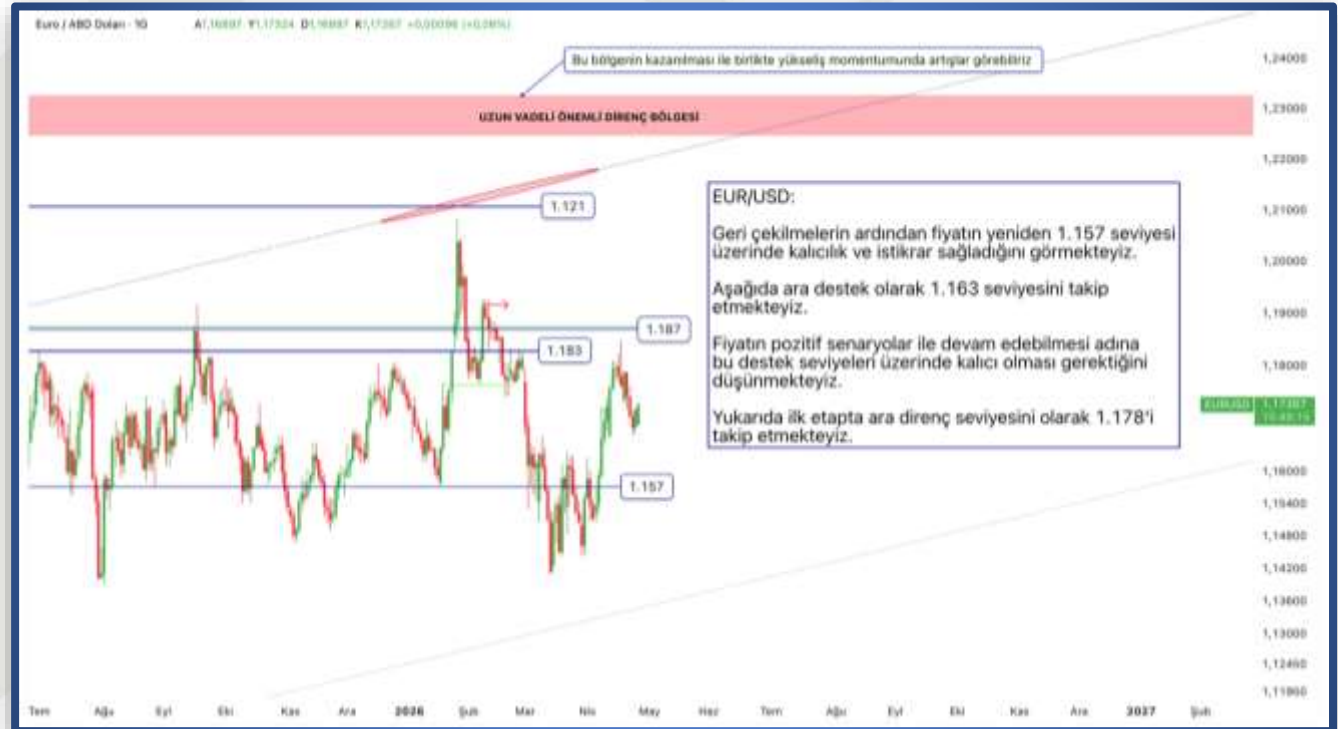 Euro / ABD Doları · 1G
Bu bölgenin kazanılması ile birlikte yükseliş momentumunda artışlar görebiliriz
1,24000
UZUN VADELİ ÖNEMLİ DİRENÇ BÖLGESİ
1,23000
1,22000
1.121
1,21000
EUR/USD:
Geri çekilmelerin ardından fiyatın yeniden 1.157 seviyesi
üzerinde kalıcılık ve istikrar sağladığını görmekteyiz.
1,20000
Aşağıda ara destek olarak 1.163 seviyesini takip
etmekteyiz.
1,19000
1.187
1.183
Fiyatın pozitif senaryolar ile devam edebilmesi adına
bu destek seviyeleri üzerinde kalıcı olması gerektiğini
düşünmekteyiz.
1,18000
EURUSD
Yukarıda ilk etapta ara direnç seviyesini olarak 1.178'i
takip etmekteyiz.
1,16000
1.157
1,15400
1,14800
1,14200
1,13600
1,13000
1,12460
1,11960
Tem Ağu Eyl Eki Kas Ara 2026 Şub Mar Nis May Haz Tem Ağu Eyl Eki Kas Ara 2027 Şub